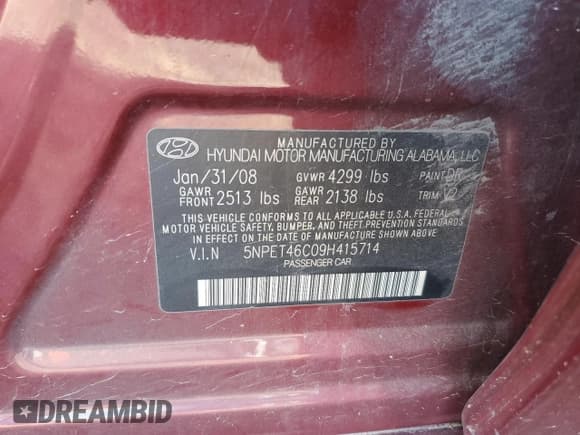 MANUFACTURED BY
HYUNDAI MOTOR MANUFACTURING ALABAMA, LLC
Jan/31/08 GVWR 4299 lbs PAINT: DR
GAWR FRONT 2513 lbs GAWR REAR 2138 lbs TRIM:
THIS VEHICLE CONFORMS TO ALL APPLICABLE U.S.A. FEDERAL
MOTOR VEHICLE SAFETY, BUMPER, AND THEFT PREVENTION STANDARDS
IN EFFECT ON THE DATE OF MANUFACTURE SHOWN ABOVE.
V.I.N 5NPET46C09H415714
PASSENGER CAR
DREAMBID